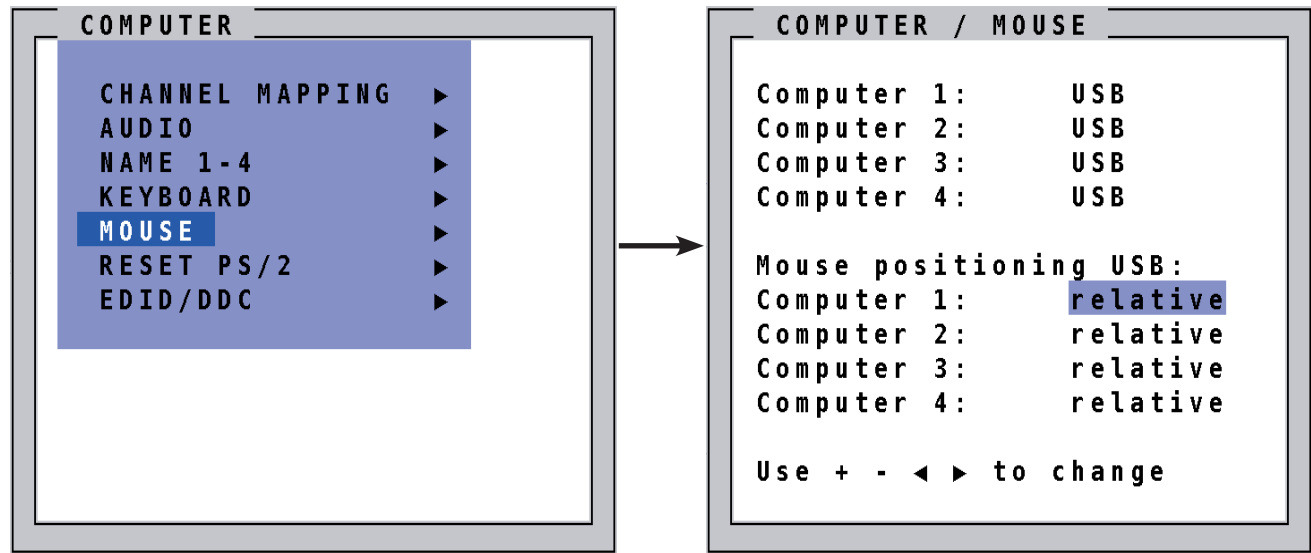 COMPUTER
CHANNEL MAPPING ▶
AUDIO ▶
NAME 1-4 ▶
KEYBOARD ▶
MOUSE ▶
RESET PS/2 ▶
EDID/DDC ▶
COMPUTER / MOUSE
Computer 1: USB
Computer 2: USB
Computer 3: USB
Computer 4: USB
Mouse positioning USB:
Computer 1: relative
Computer 2: relative
Computer 3: relative
Computer 4: relative
Use + - ◀ ▶ to change